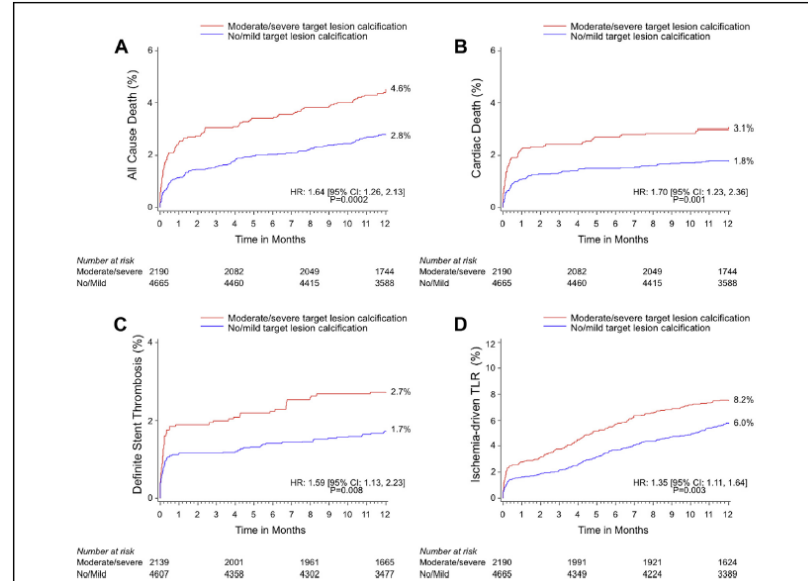 Moderate/severe target lesion calcification
No/mild target lesion calcification
A
All Cause Death (%)
6
4
2
0
4.6%
2.8%
HR: 1.64 [95% CI: 1.26, 2.13]
P=0.0002
0 1 2 3 4 5 6 7 8 9 10 11 12
Time in Months
Number at risk
Moderate/severe 2190 2082 2049 1744
No/Mild 4665 4460 4415 3588
Moderate/severe target lesion calcification
No/mild target lesion calcification
B
Cardiac Death (%)
6
4
2
0
3.1%
1.8%
HR: 1.70 [95% CI: 1.23, 2.36]
P=0.001
0 1 2 3 4 5 6 7 8 9 10 11 12
Time in Months
Number at risk
Moderate/severe 2190 2082 2049 1744
No/Mild 4665 4460 4415 3588
Moderate/severe target lesion calcification
No/mild target lesion calcification
C
Definite Stent Thrombosis (%)
4
2
0
2.7%
1.7%
HR: 1.59 [95% CI: 1.13, 2.23]
P=0.008
0 1 2 3 4 5 6 7 8 9 10 11 12
Time in Months
Number at risk
Moderate/severe 2139 2001 1961 1665
No/Mild 4607 4358 4302 3477
Moderate/severe target lesion calcification
No/mild target lesion calcification
D
Ischemia-driven TLR (%)
12
10
8
6
4
2
0
8.2%
6.0%
HR: 1.35 [95% CI: 1.11, 1.64]
P=0.003
0 1 2 3 4 5 6 7 8 9 10 11 12
Time in Months
Number at risk
Moderate/severe 2190 1991 1921 1624
No/Mild 4665 4349 4224 3389